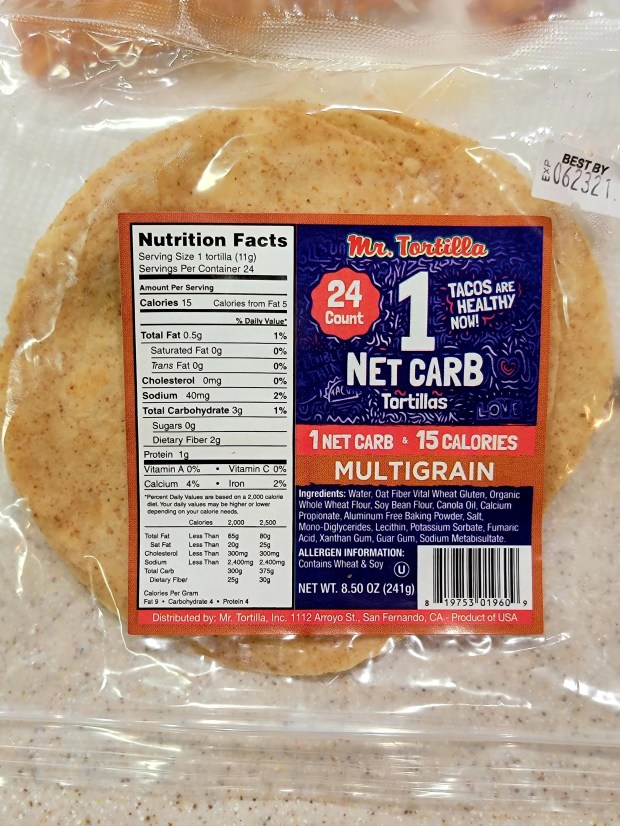 BEST BY
EXP 062321
Nutrition Facts
Serving Size 1 tortilla (11g)
Servings Per Container 24
Amount Per Serving
Calories 15 Calories from Fat 5
% Daily Value*
Total Fat 0.5g 1%
Saturated Fat 0g 0%
Trans Fat 0g 0%
Cholesterol 0mg 0%
Sodium 40mg 2%
Total Carbohydrate 3g 1%
Sugars 0g
Dietary Fiber 2g
Protein 1g
Vitamin A 0% • Vitamin C 0%
Calcium 4% • Iron 2%
*Percent Daily Values are based on a 2,000 calorie
diet. Your daily values may be higher or lower
depending on your calorie needs.
Calories 2,000 2,500
Total Fat Less Than 65g 80g
Sat Fat Less Than 20g 25g
Cholesterol Less Than 300mg 300mg
Sodium Less Than 2,400mg 2,400mg
Total Carb 300g 375g
Dietary Fiber 25g 30g
Calories Per Gram
Fat 9 • Carbohydrate 4 • Protein 4
Mr. Tortilla
24
Count
1
TACOS ARE
HEALTHY
NOW!
NET CARB
Tortillas
LOVE
1 NET CARB & 15 CALORIES
MULTIGRAIN
Ingredients: Water, Oat Fiber Vital Wheat Gluten, Organic
Whole Wheat Flour, Soy Bean Flour, Canola Oil, Calcium
Propionate, Aluminum Free Baking Powder, Salt,
Mono-Diglycerides, Lecithin, Potassium Sorbate, Fumaric
Acid, Xanthan Gum, Guar Gum, Sodium Metabisulfate.
ALLERGEN INFORMATION:
Contains Wheat & Soy
U
NET WT. 8.50 OZ (241g)
8 19753 01960 9
Distributed by: Mr. Tortilla, Inc. 1112 Arroyo St., San Fernando, CA - Product of USA